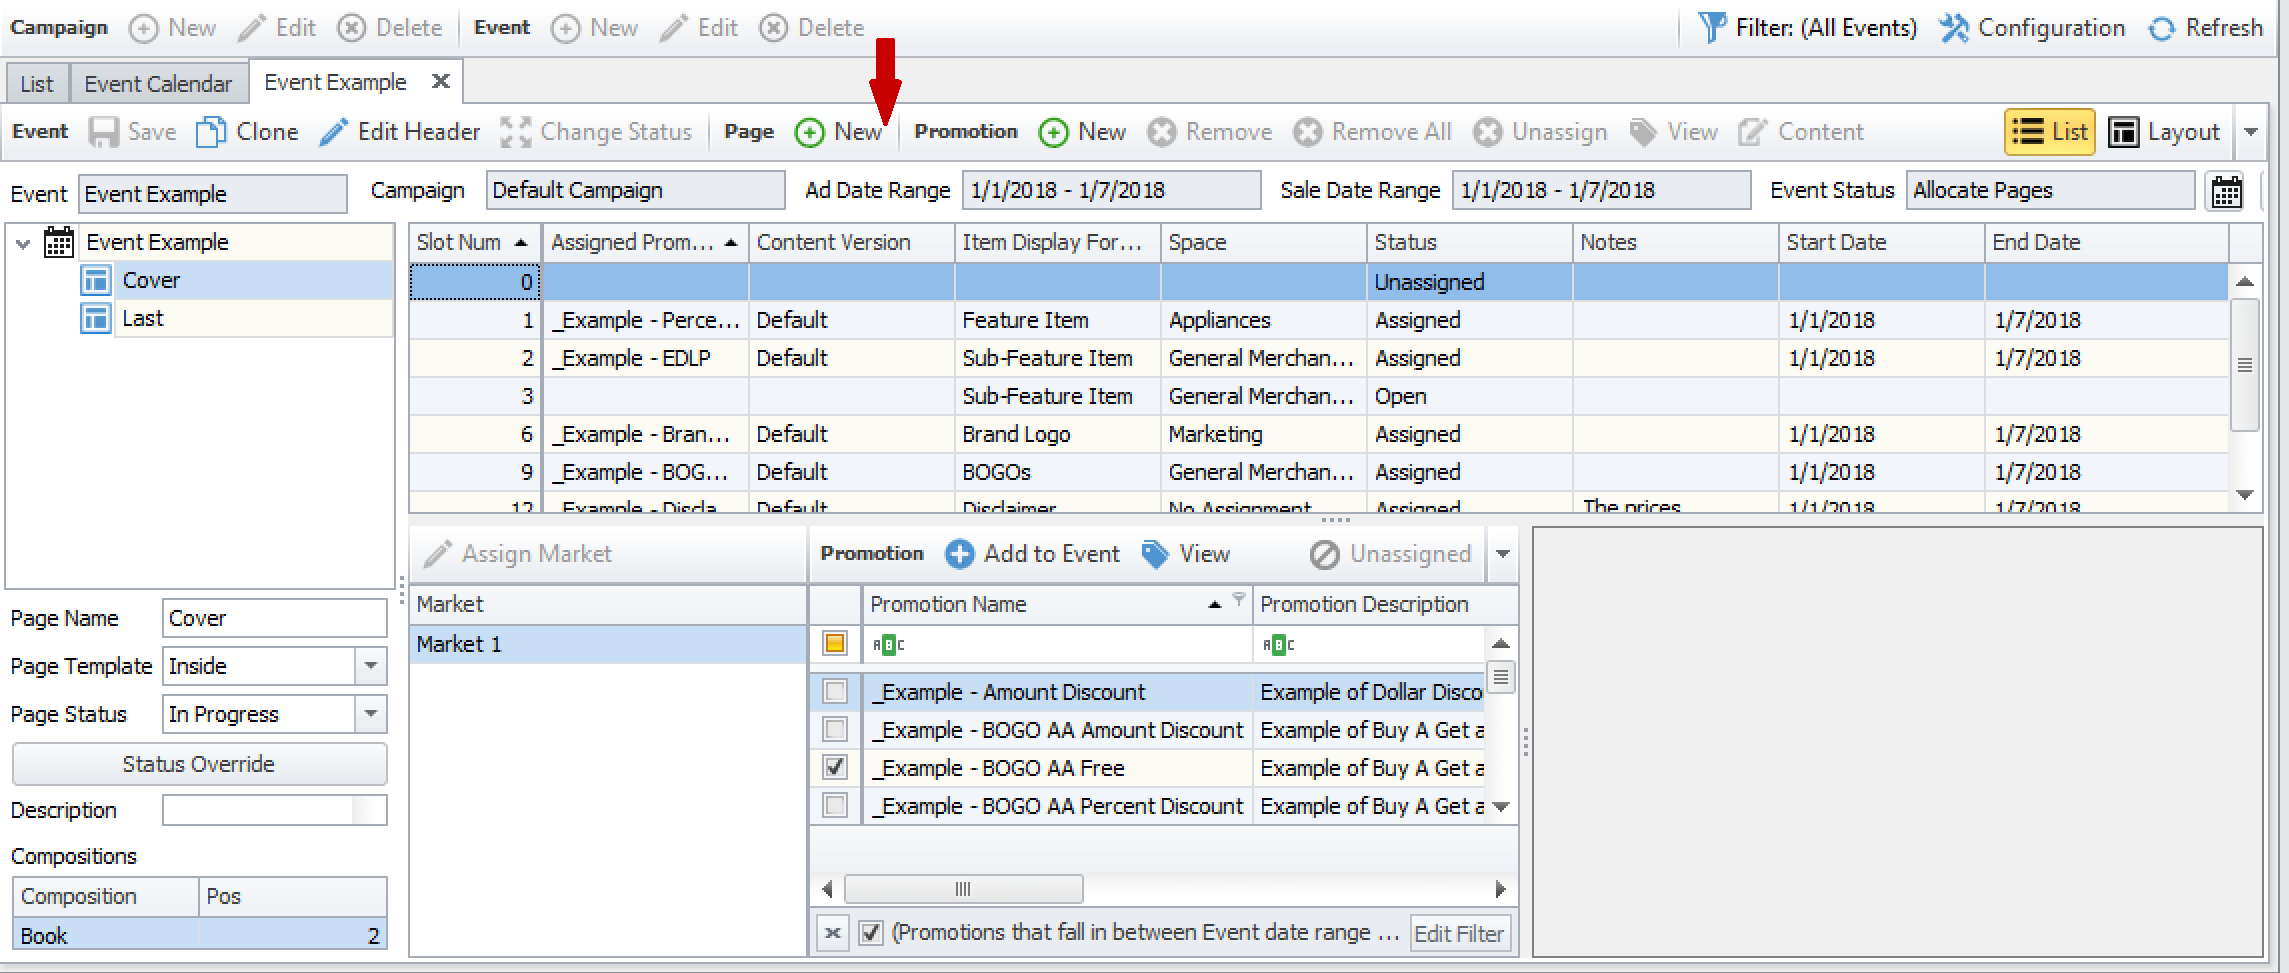 Campaign New Edit Delete Event New Edit Delete Filter: (All Events) Configuration Refresh
List Event Calendar Event Example
Event Save Clone Edit Header Change Status Page New Promotion New Remove Remove All Unassign View Content List Layout
Event Event Example Campaign Default Campaign Ad Date Range 1/1/2018 - 1/7/2018 Sale Date Range 1/1/2018 - 1/7/2018 Event Status Allocate Pages
Event Example
Cover
Last
Slot Num Assigned Prom... Content Version Item Display For... Space Status Notes Start Date End Date
0 Unassigned
1 _Example - Perce... Default Feature Item Appliances Assigned 1/1/2018 1/7/2018
2 _Example - EDLP Default Sub-Feature Item General Merchan... Assigned 1/1/2018 1/7/2018
3 Sub-Feature Item General Merchan... Open
6 _Example - Bran... Default Brand Logo Marketing Assigned 1/1/2018 1/7/2018
9 _Example - BOG... Default BOGOs General Merchan... Assigned 1/1/2018 1/7/2018
12 _Example - Discla... Default Disclaimer No Assignment Assigned The prices 1/1/2018 1/7/2018
Page Name Cover
Page Template Inside
Page Status In Progress
Status Override
Description
Compositions
Composition Pos
Book 2
Assign Market
Market
Market 1
Promotion Add to Event View Unassigned
Promotion Name Promotion Description
ABC ABC
_Example - Amount Discount Example of Dollar Disco
_Example - BOGO AA Amount Discount Example of Buy A Get a
_Example - BOGO AA Free Example of Buy A Get a
_Example - BOGO AA Percent Discount Example of Buy A Get a
(Promotions that fall in between Event date range ... Edit Filter